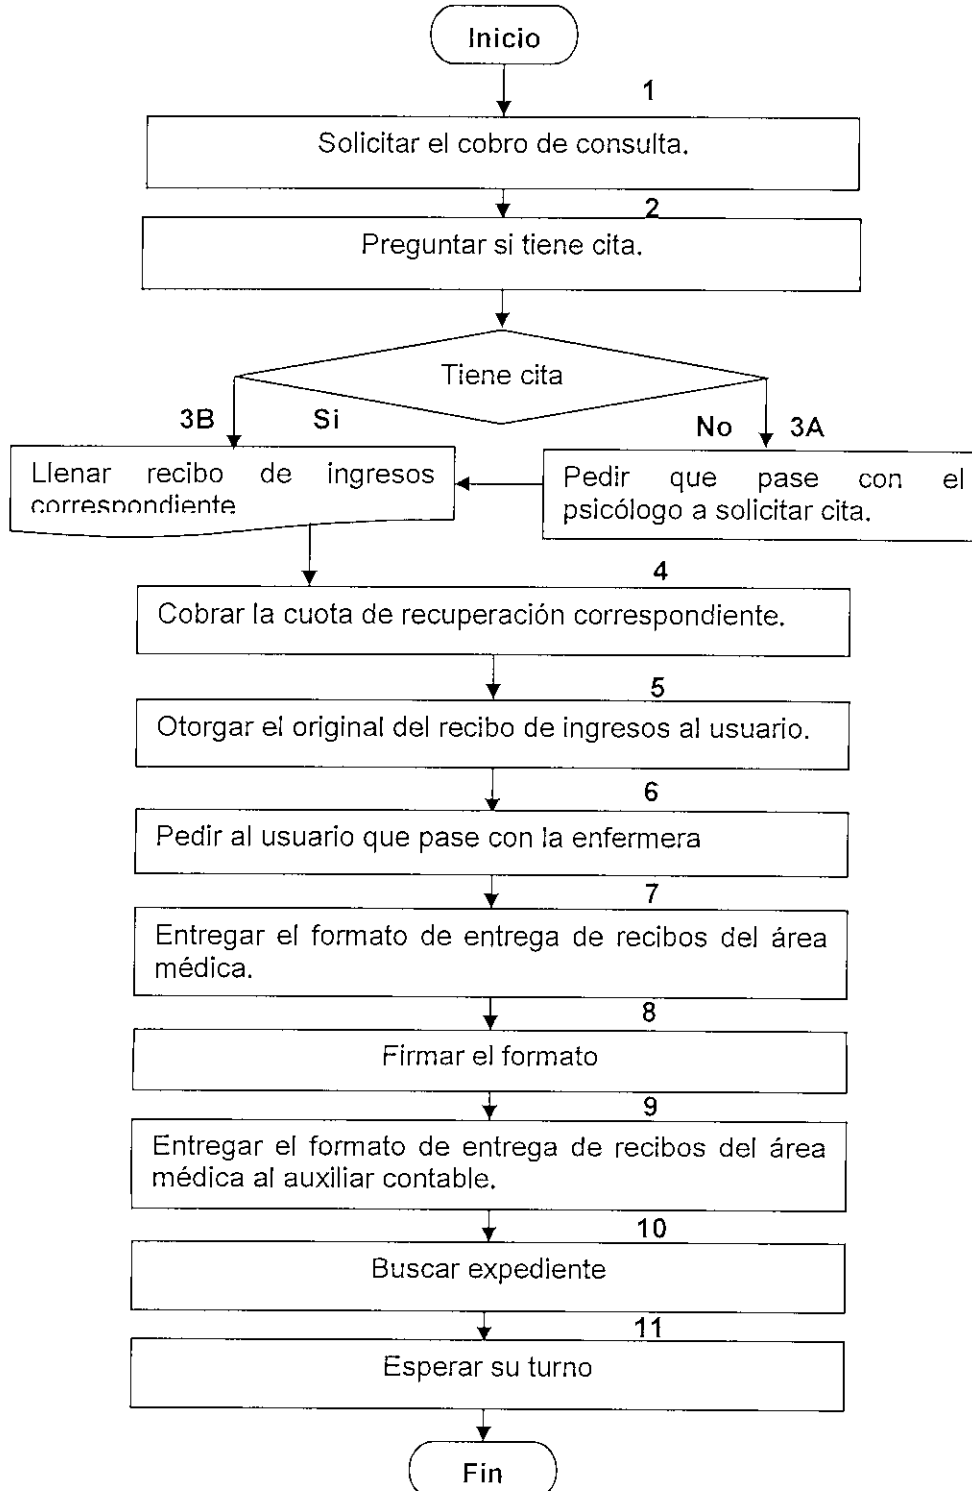 Inicio
1
Solicitar el cobro de consulta.
2
Preguntar si tiene cita.
Tiene cita
3B Si
No 3A
Llenar recibo de ingresos
correspondiente
Pedir que pase con el
psicólogo a solicitar cita.
4
Cobrar la cuota de recuperación correspondiente.
5
Otorgar el original del recibo de ingresos al usuario.
6
Pedir al usuario que pase con la enfermera
7
Entregar el formato de entrega de recibos del área
médica.
8
Firmar el formato
9
Entregar el formato de entrega de recibos del área
médica al auxiliar contable.
10
Buscar expediente
11
Esperar su turno
Fin